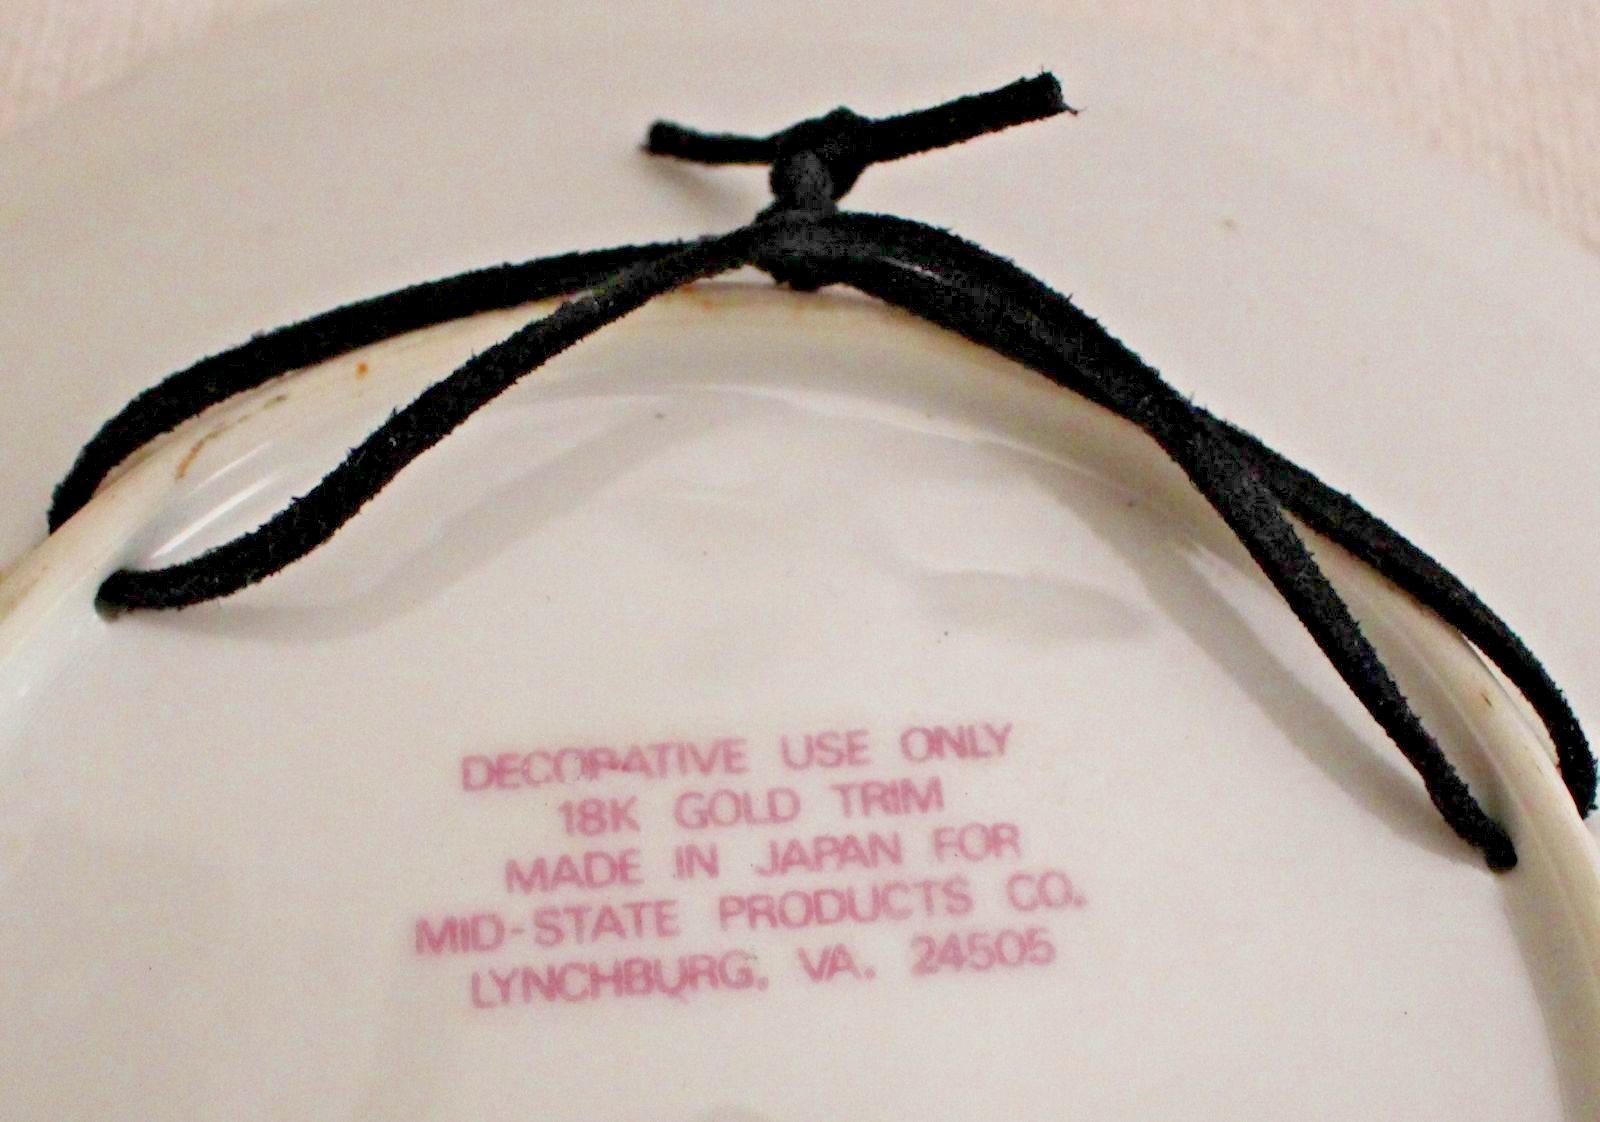 DECORATIVE USE ONLY
18K GOLD TRIM
MADE IN JAPAN FOR
MID-STATE PRODUCTS CO.
LYNCHBURG, VA. 24505